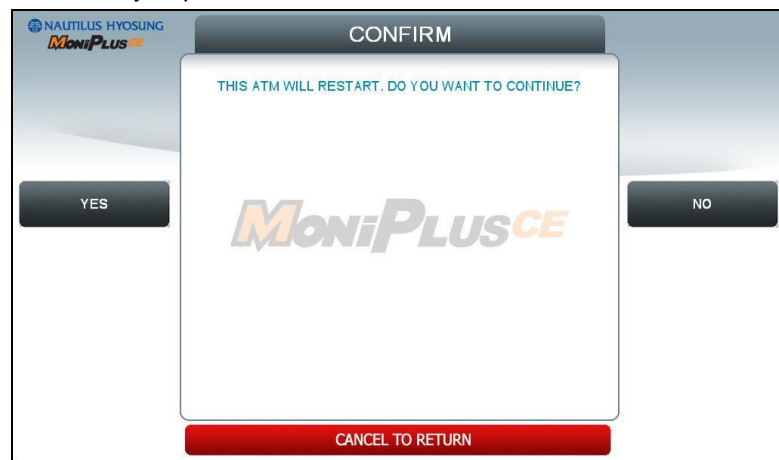 NAUTILUS HYOSUNG
MONIPLUSCE
CONFIRM
THIS ATM WILL RESTART. DO YOU WANT TO CONTINUE?
YES
MONIPLUSCE
NO
CANCEL TO RETURN